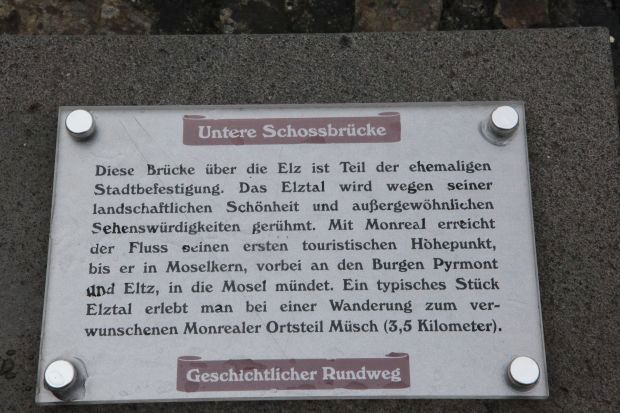 Untere Schossbrücke
Diese Brücke über die Elz ist Teil der ehemaligen
Stadtbefestigung. Das Elztal wird wegen seiner
landschaftlichen Schönheit und außergewöhnlichen
Sehenswürdigkeiten gerühmt. Mit Monreal erreicht
der Fluss seinen ersten touristischen Höhepunkt,
bis er in Moselkern, vorbei an den Burgen Pyrmont
und Eltz, in die Mosel mündet. Ein typisches Stück
Elztal erlebt man bei einer Wanderung zum ver-
wunschenen Monrealer Ortsteil Müsch (3,5 Kilometer).
Geschichtlicher Rundweg